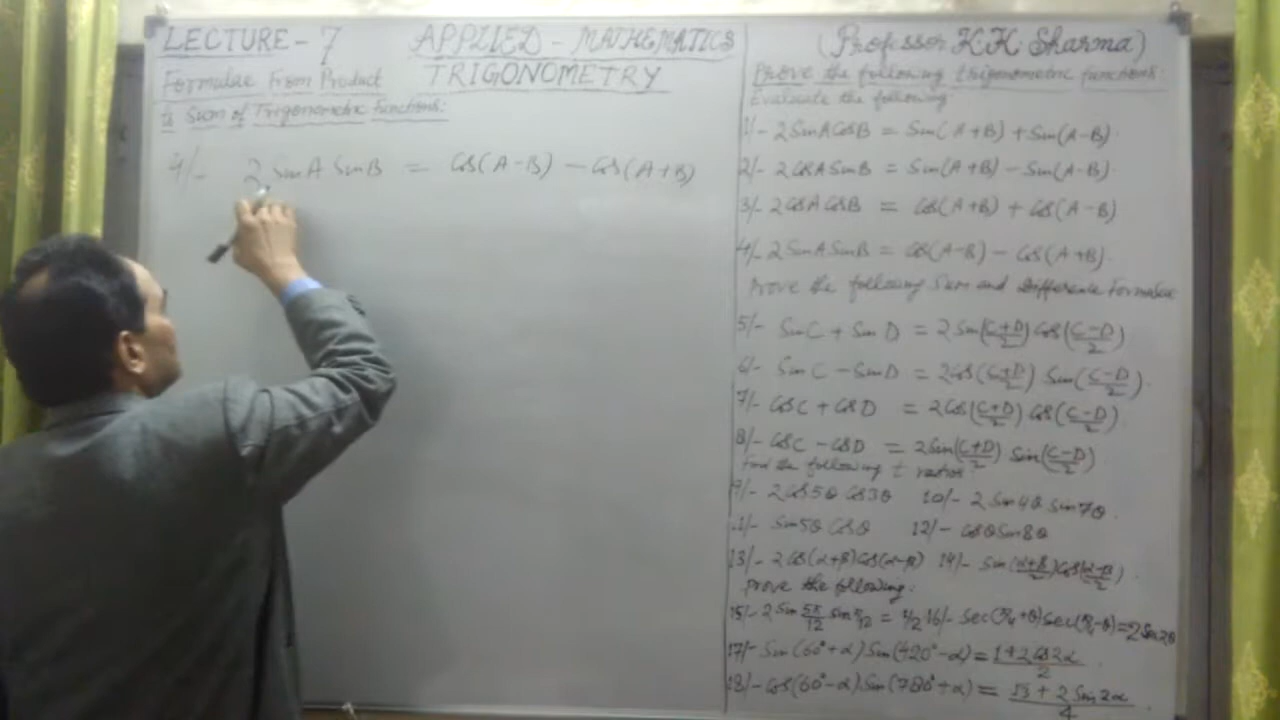 LECTURE-7 APPLIED-MATHEMATICS
TRIGONOMETRY
Formulae From Product
is Sum of Trigonometric Functions:
4/- 2 Sin A Sin B = Cos(A-B) - Cos(A+B)
(Professor K.K Sharma)
Prove the following trigonometric functions:
Evaluate the following:
1/- 2 Sin A Cos B = Sin(A+B) + Sin(A-B).
2/- 2 Cos A Sin B = Sin(A+B) - Sin(A-B).
3/- 2 Cos A Cos B = Cos(A+B) + Cos(A-B)
4/- 2 Sin A Sin B = Cos(A-B) - Cos(A+B).
Prove the following Sum and Difference Formulae
5/- Sin C + Sin D = 2 Sin(C+D/2) Cos(C-D/2)
6/- Sin C - Sin D = 2 Cos(C+D/2) Sin(C-D/2).
7/- Cos C + Cos D = 2 Cos(C+D/2) Cos(C-D/2)
8/- Cos C - Cos D = 2 Sin(C+D/2) Sin(C-D/2)
Find the following t ratios
9/- 2 Cos 5θ Cos 3θ 10/- 2 Sin 4θ Sin 7θ.
11/- Sin 5θ Cos θ 12/- Cos θ Sin 8θ
13/- 2 Cos(α+β) Cos(α-β) 14/- Sin(α+β/2) Cos(α-β/2)
Prove the following:
15/- 2 Sin 5π/12 Sin π/12 = 1/2 16/- Sec(π/4+θ) Sec(π/4-θ) = 2 Sec 2θ
17/- Sin(60°+α) Sin(420°-α) = 1+2 Cos 2α/2
18/- Cos(60°-α). Sin(780°+α) = √3 + 2 Sin 2α/4